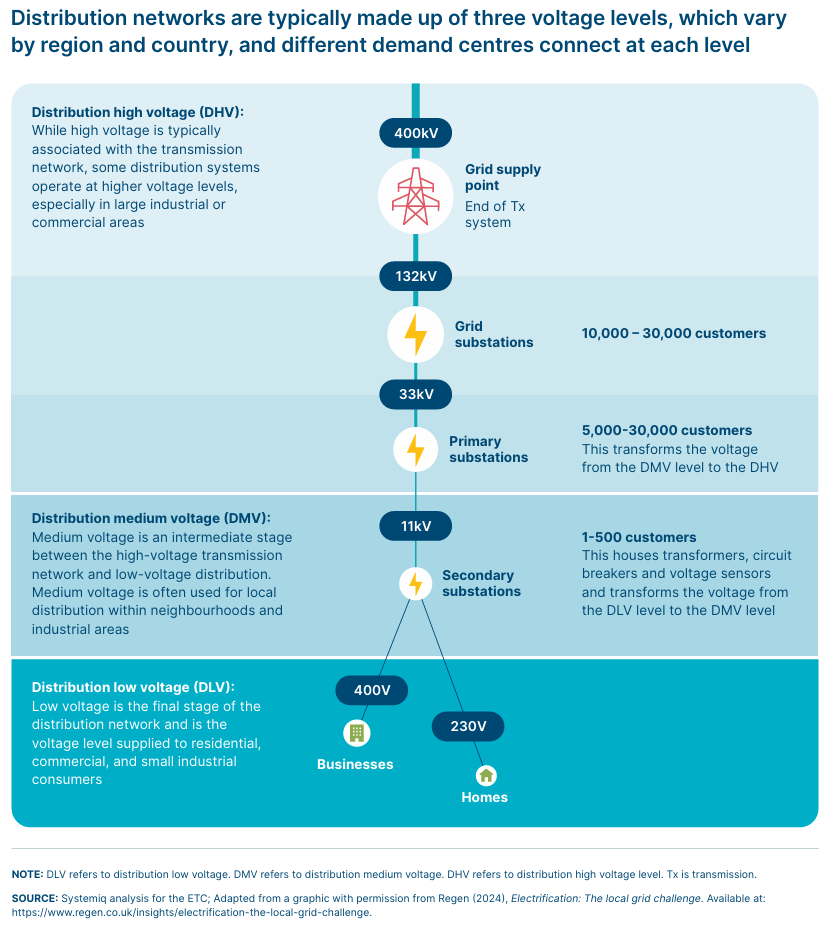 Distribution networks are typically made up of three voltage levels, which vary
by region and country, and different demand centres connect at each level
Distribution high voltage (DHV):
While high voltage is typically
associated with the transmission
network, some distribution systems
operate at higher voltage levels,
especially in large industrial or
commercial areas
400kV
Grid supply
point
End of Tx
system
132kV
Grid
substations
10,000 – 30,000 customers
33kV
Primary
substations
5,000-30,000 customers
This transforms the voltage
from the DMV level to the DHV
Distribution medium voltage (DMV):
Medium voltage is an intermediate stage
between the high-voltage transmission
network and low-voltage distribution.
Medium voltage is often used for local
distribution within neighbourhoods and
industrial areas
11kV
Secondary
substations
1-500 customers
This houses transformers, circuit
breakers and voltage sensors
and transforms the voltage from
the DLV level to the DMV level
Distribution low voltage (DLV):
Low voltage is the final stage of the
distribution network and is the
voltage level supplied to residential,
commercial, and small industrial
consumers
400V
Businesses
230V
Homes
NOTE: DLV refers to distribution low voltage. DMV refers to distribution medium voltage. DHV refers to distribution high voltage level. Tx is transmission.
SOURCE: Systemiq analysis for the ETC; Adapted from a graphic with permission from Regen (2024), Electrification: The local grid challenge. Available at:
https://www.regen.co.uk/insights/electrification-the-local-grid-challenge.